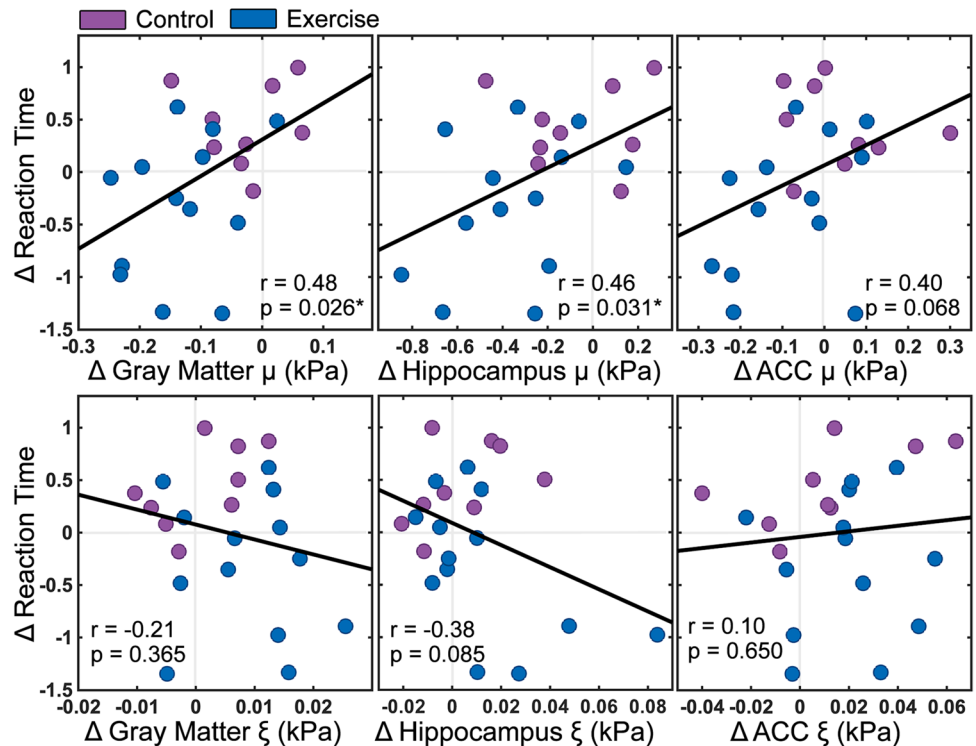 Control Exercise
1
0.5
0
-0.5
-1
-1.5
Δ Reaction Time
r = 0.48
p = 0.026*
r = 0.46
p = 0.031*
r = 0.40
p = 0.068
-0.3 -0.2 -0.1 0 0.1
-0.8 -0.6 -0.4 -0.2 0 0.2
-0.3 -0.2 -0.1 0 0.1 0.2 0.3
Δ Gray Matter μ (kPa)
Δ Hippocampus μ (kPa)
Δ ACC μ (kPa)
1
0.5
0
-0.5
-1
-1.5
Δ Reaction Time
r = -0.21
p = 0.365
r = -0.38
p = 0.085
r = 0.10
p = 0.650
-0.02 -0.01 0 0.01 0.02
-0.02 0 0.02 0.04 0.06 0.08
-0.04 -0.02 0 0.02 0.04 0.06
Δ Gray Matter ξ (kPa)
Δ Hippocampus ξ (kPa)
Δ ACC ξ (kPa)